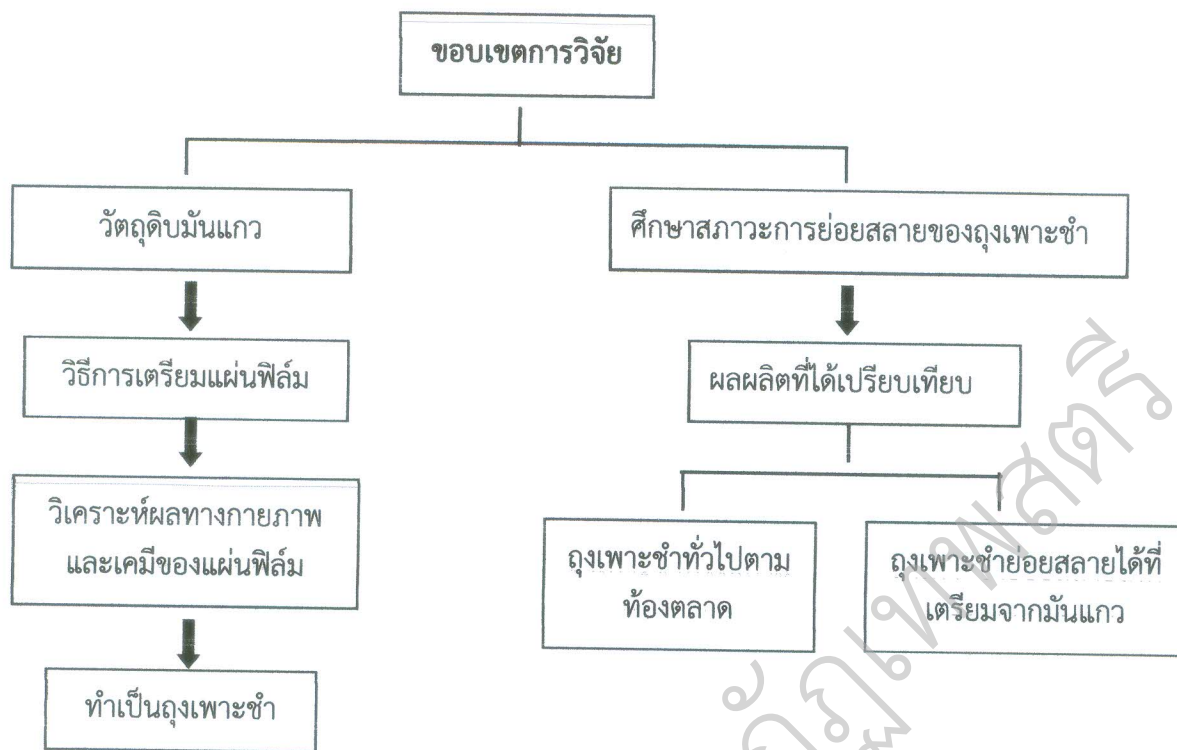 ขอบเขตการวิจัย
วัตถุดิบมันแกว
วิธีการเตรียมแผ่นฟิล์ม
วิเคราะห์ผลทางกายภาพ
และเคมีของแผ่นฟิล์ม
ทำเป็นถุงเพาะชำ
ศึกษาสภาวะการย่อยสลายของถุงเพาะชำ
ผลผลิตที่ได้เปรียบเทียบ
ถุงเพาะชำทั่วไปตาม
ท้องตลาด
ถุงเพาะชำย่อยสลายได้ที่
เตรียมจากมันแกว